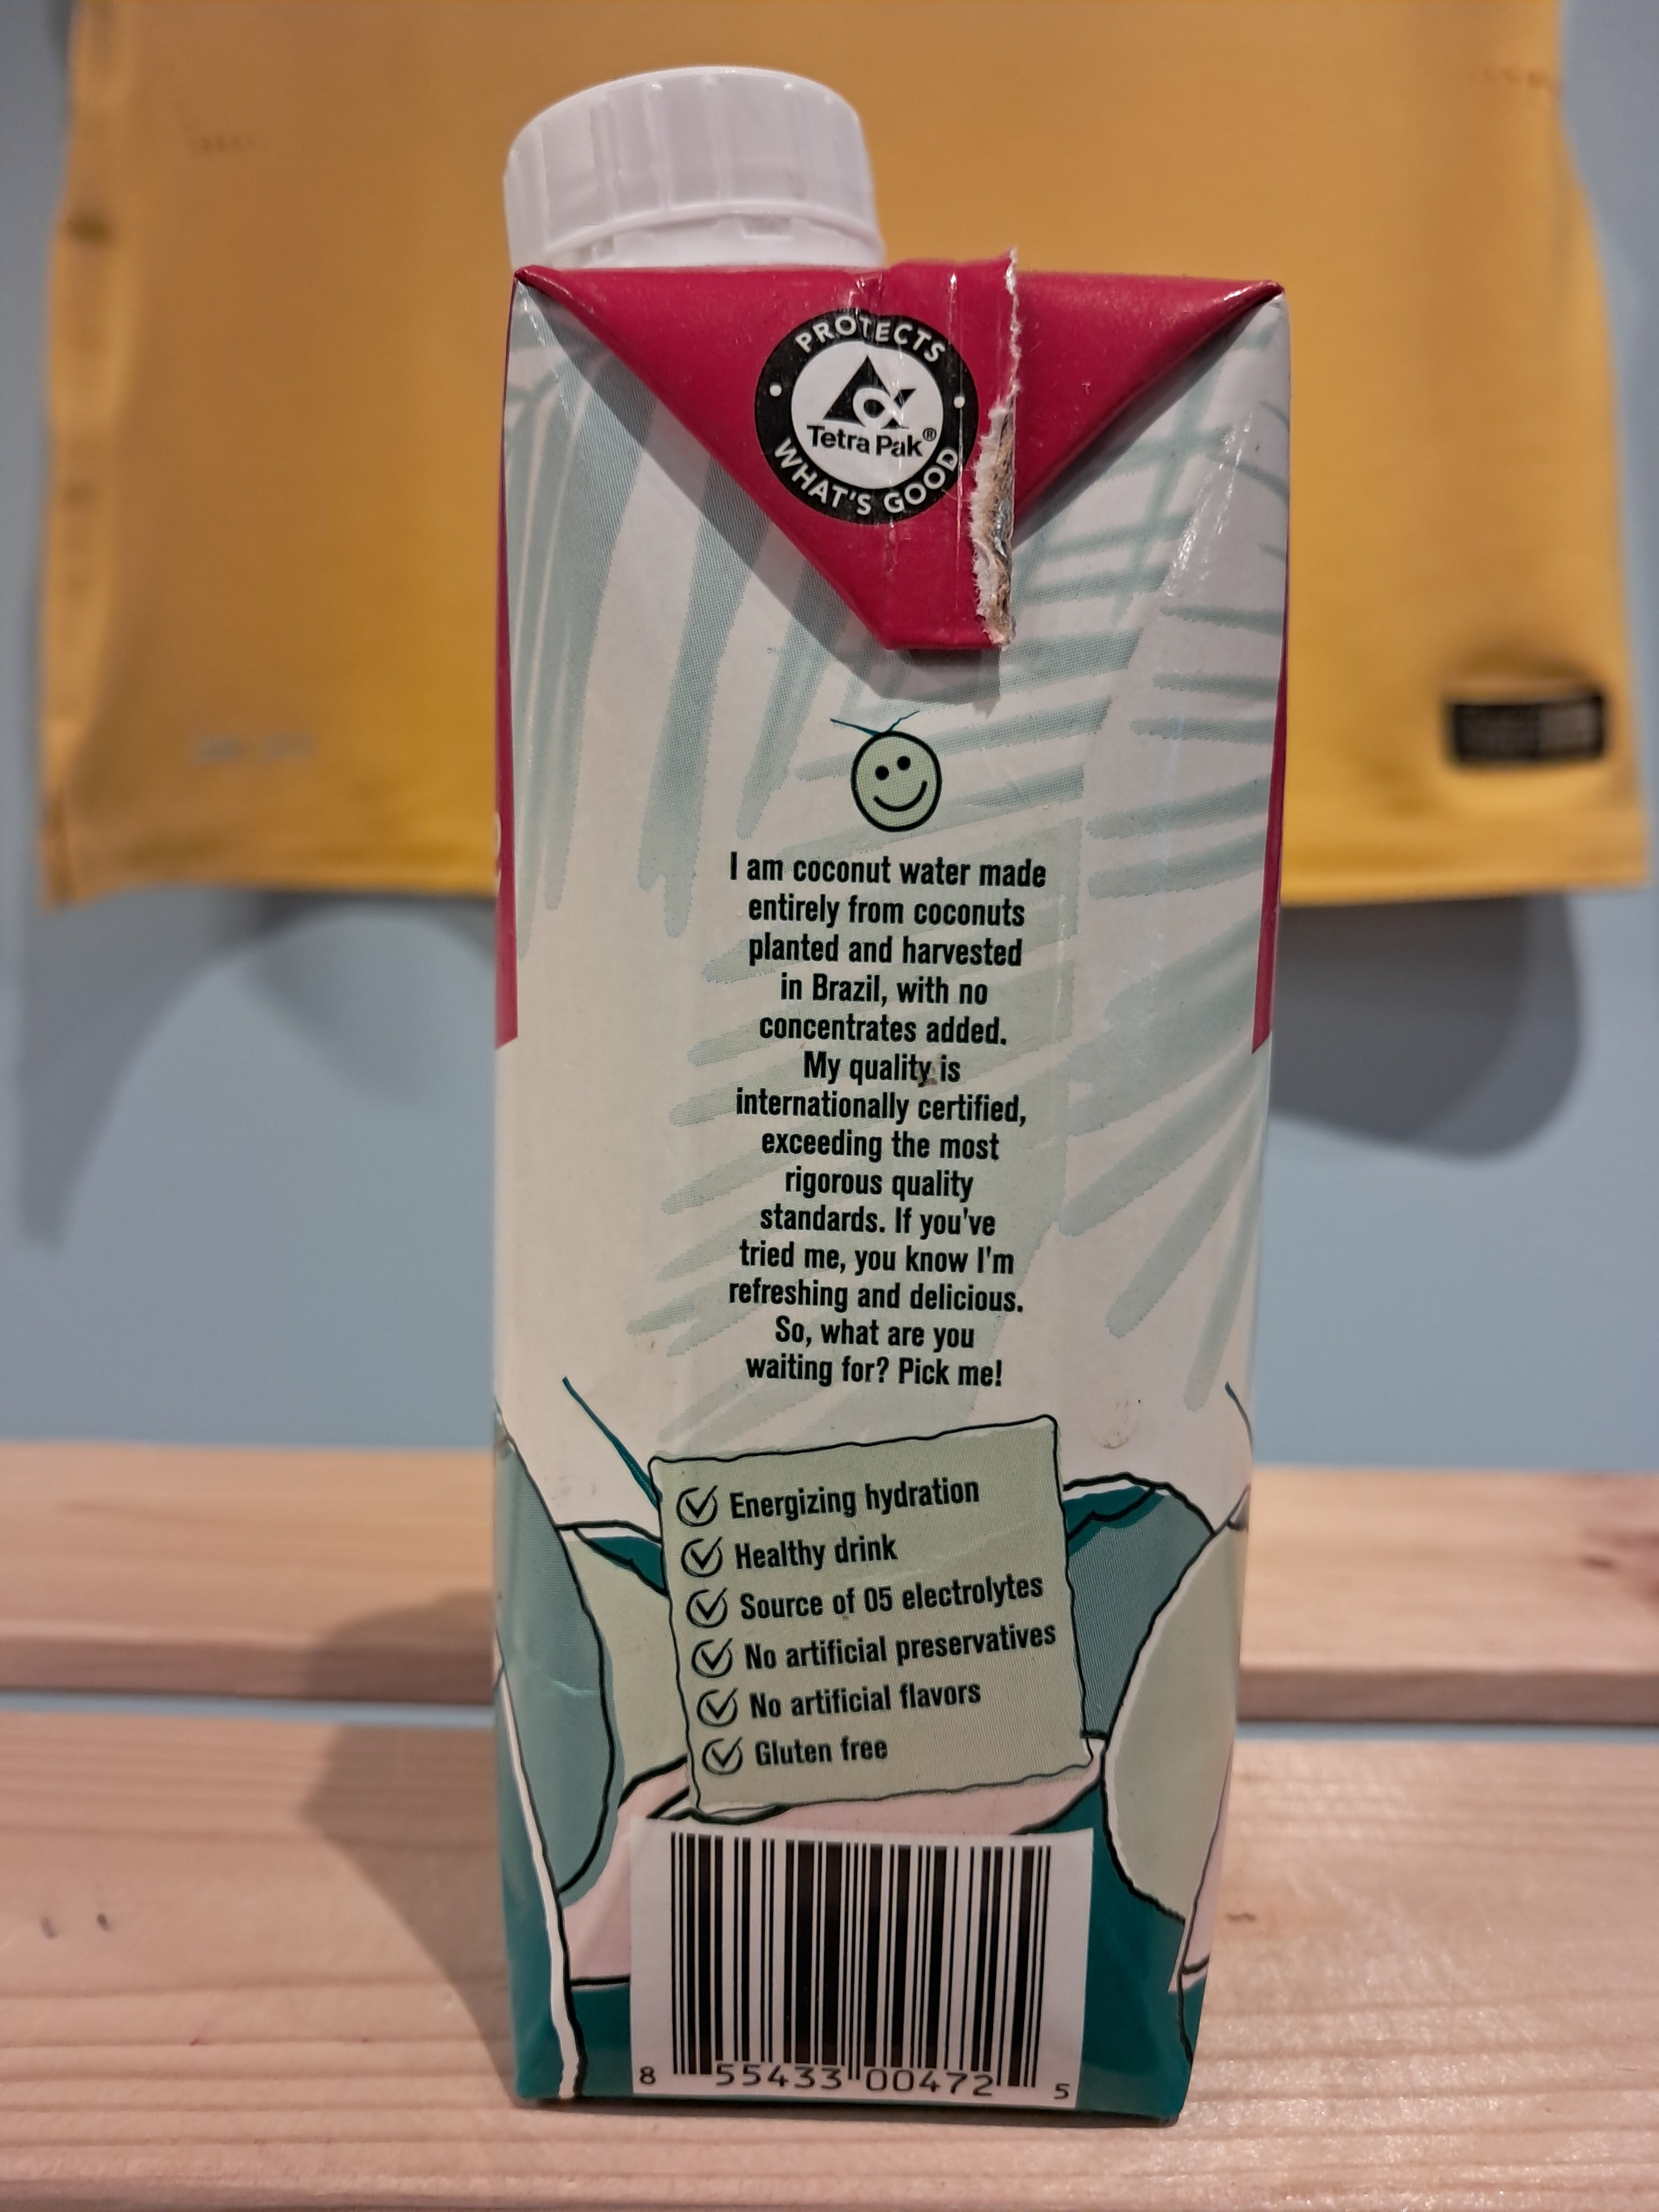 PROTECTS
Tetra Pak®
WHAT'S GOOD
I am coconut water made
entirely from coconuts
planted and harvested
in Brazil, with no
concentrates added.
My quality is
internationally certified,
exceeding the most
rigorous quality
standards. If you've
tried me, you know I'm
refreshing and delicious.
So, what are you
waiting for? Pick me!
Energizing hydration
Healthy drink
Source of 05 electrolytes
No artificial preservatives
No artificial flavors
Gluten free
8 55433 00472 5